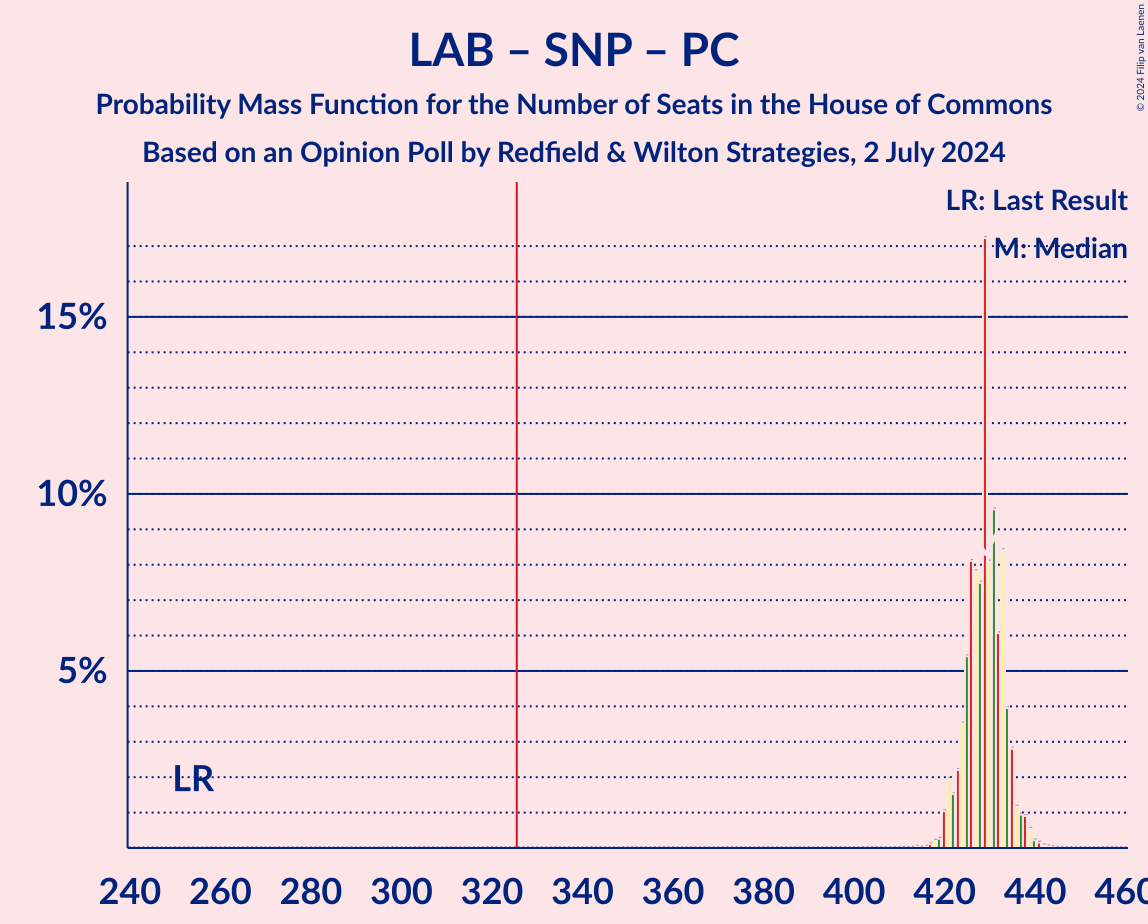 LAB – SNP – PC
Probability Mass Function for the Number of Seats in the House of Commons
Based on an Opinion Poll by Redfield & Wilton Strategies, 2 July 2024
© 2024 Filip van Laenen
LR: Last Result
M: Median
15%
10%
5%
LR
240 260 280 300 320 340 360 380 400 420 440 460